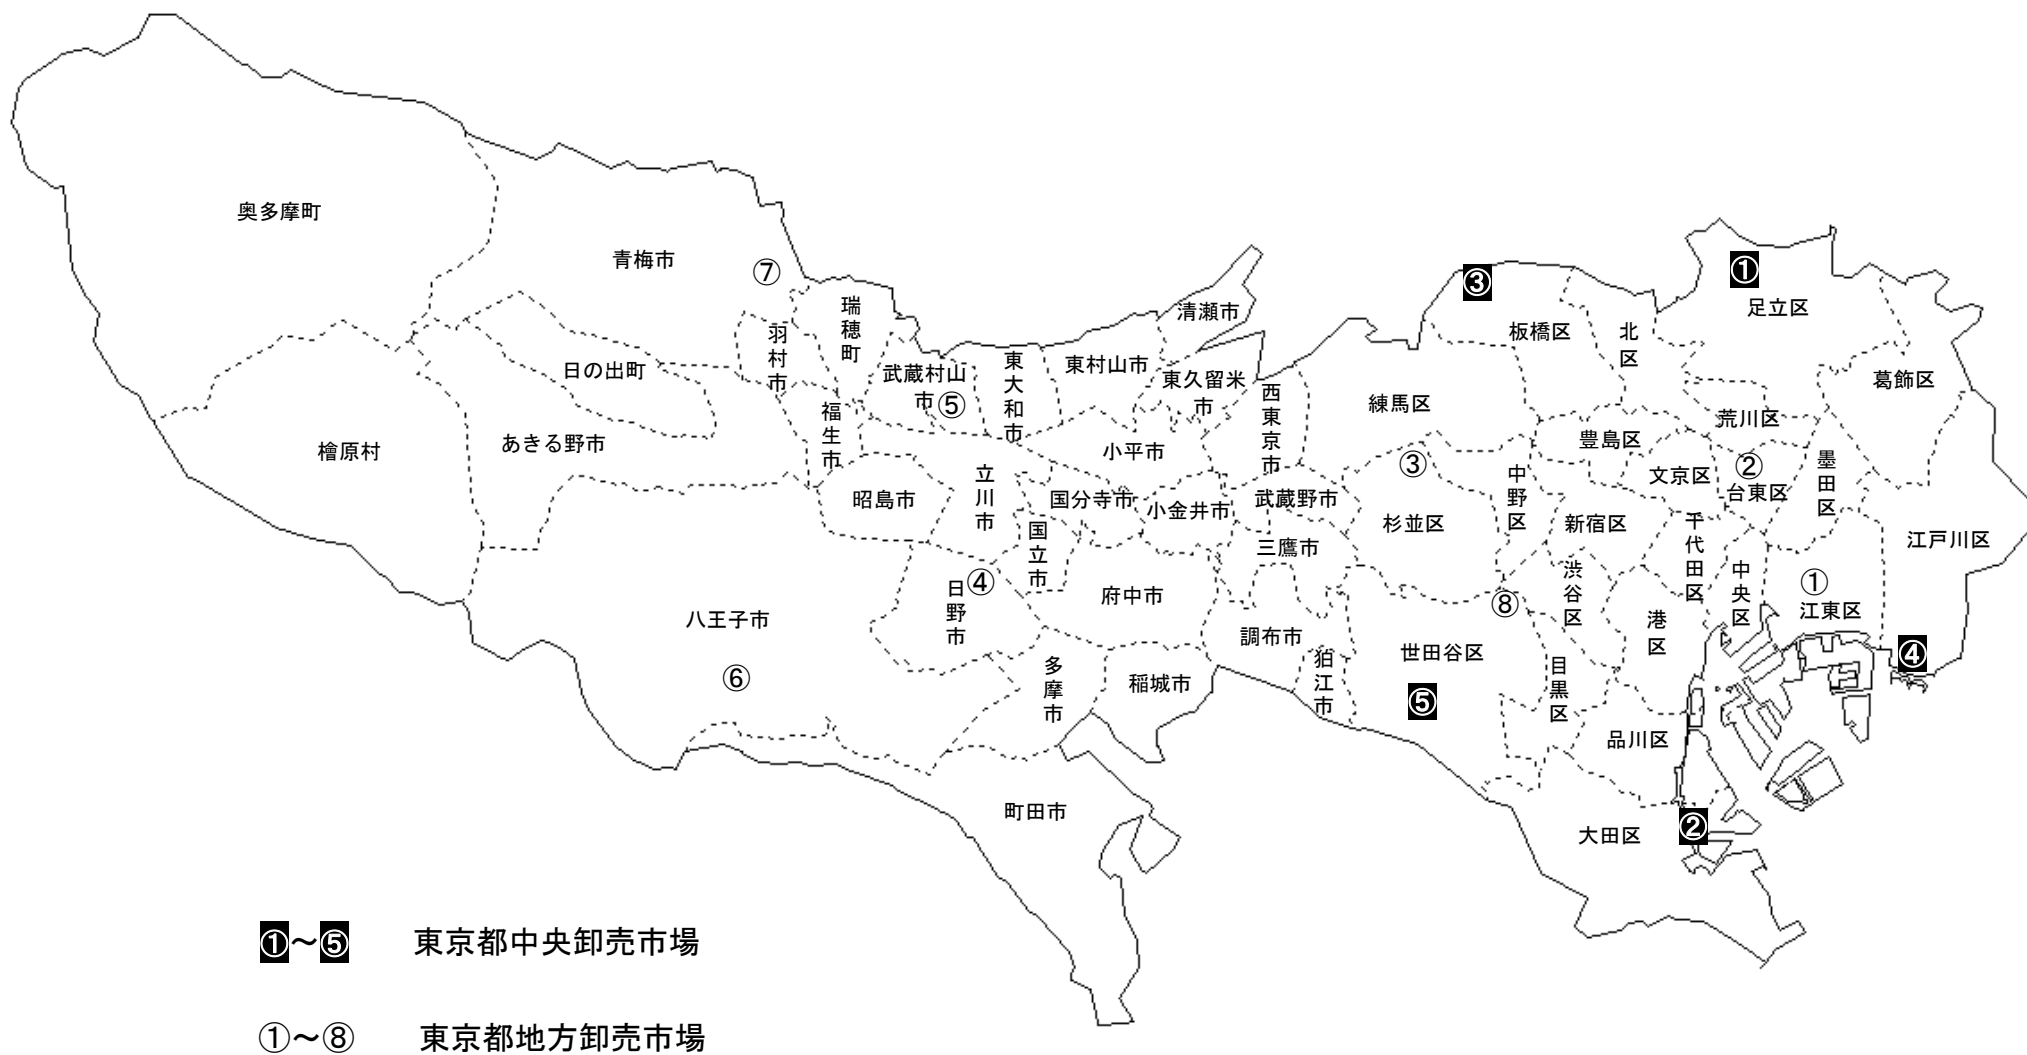 奥多摩町
青梅市
⑦
瑞穂町
羽村市
日の出町
武蔵村山市
⑤
東大和市
東村山市
清瀬市
東久留米市
西東京市
福生市
あきる野市
檜原村
小平市
昭島市
立川市
国分寺市
小金井市
武蔵野市
三鷹市
国立市
④
日野市
府中市
八王子市
⑥
調布市
狛江市
多摩市
稲城市
町田市
❶
足立区
❸
板橋区
北区
葛飾区
練馬区
荒川区
豊島区
③
②
文京区
台東区
墨田区
中野区
杉並区
新宿区
千代田区
江戸川区
渋谷区
中央区
①
江東区
⑧
港区
世田谷区
目黒区
❹
❺
品川区
❷
大田区
❶～❺ 東京都中央卸売市場
①～⑧ 東京都地方卸売市場